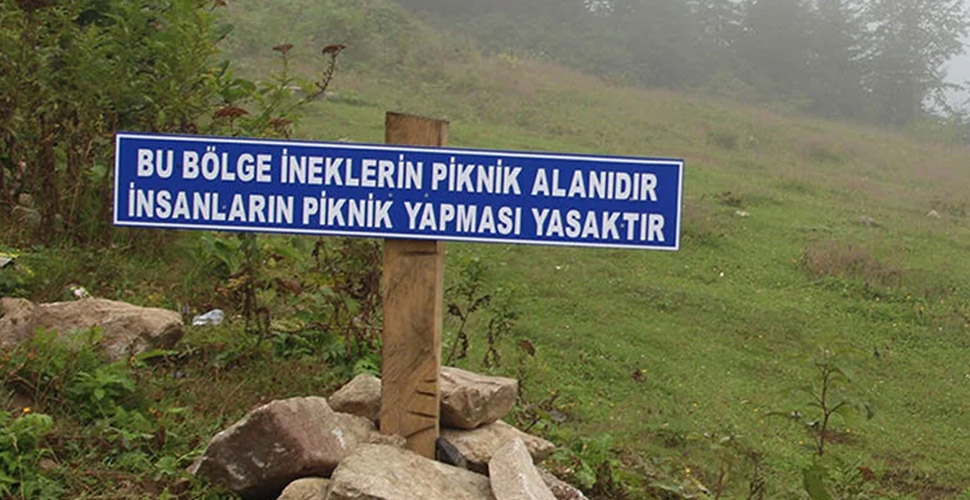 BU BÖLGE İNEKLERİN PİKNİK ALANIDIR
İNSANLARIN PİKNİK YAPMASI YASAKTIR